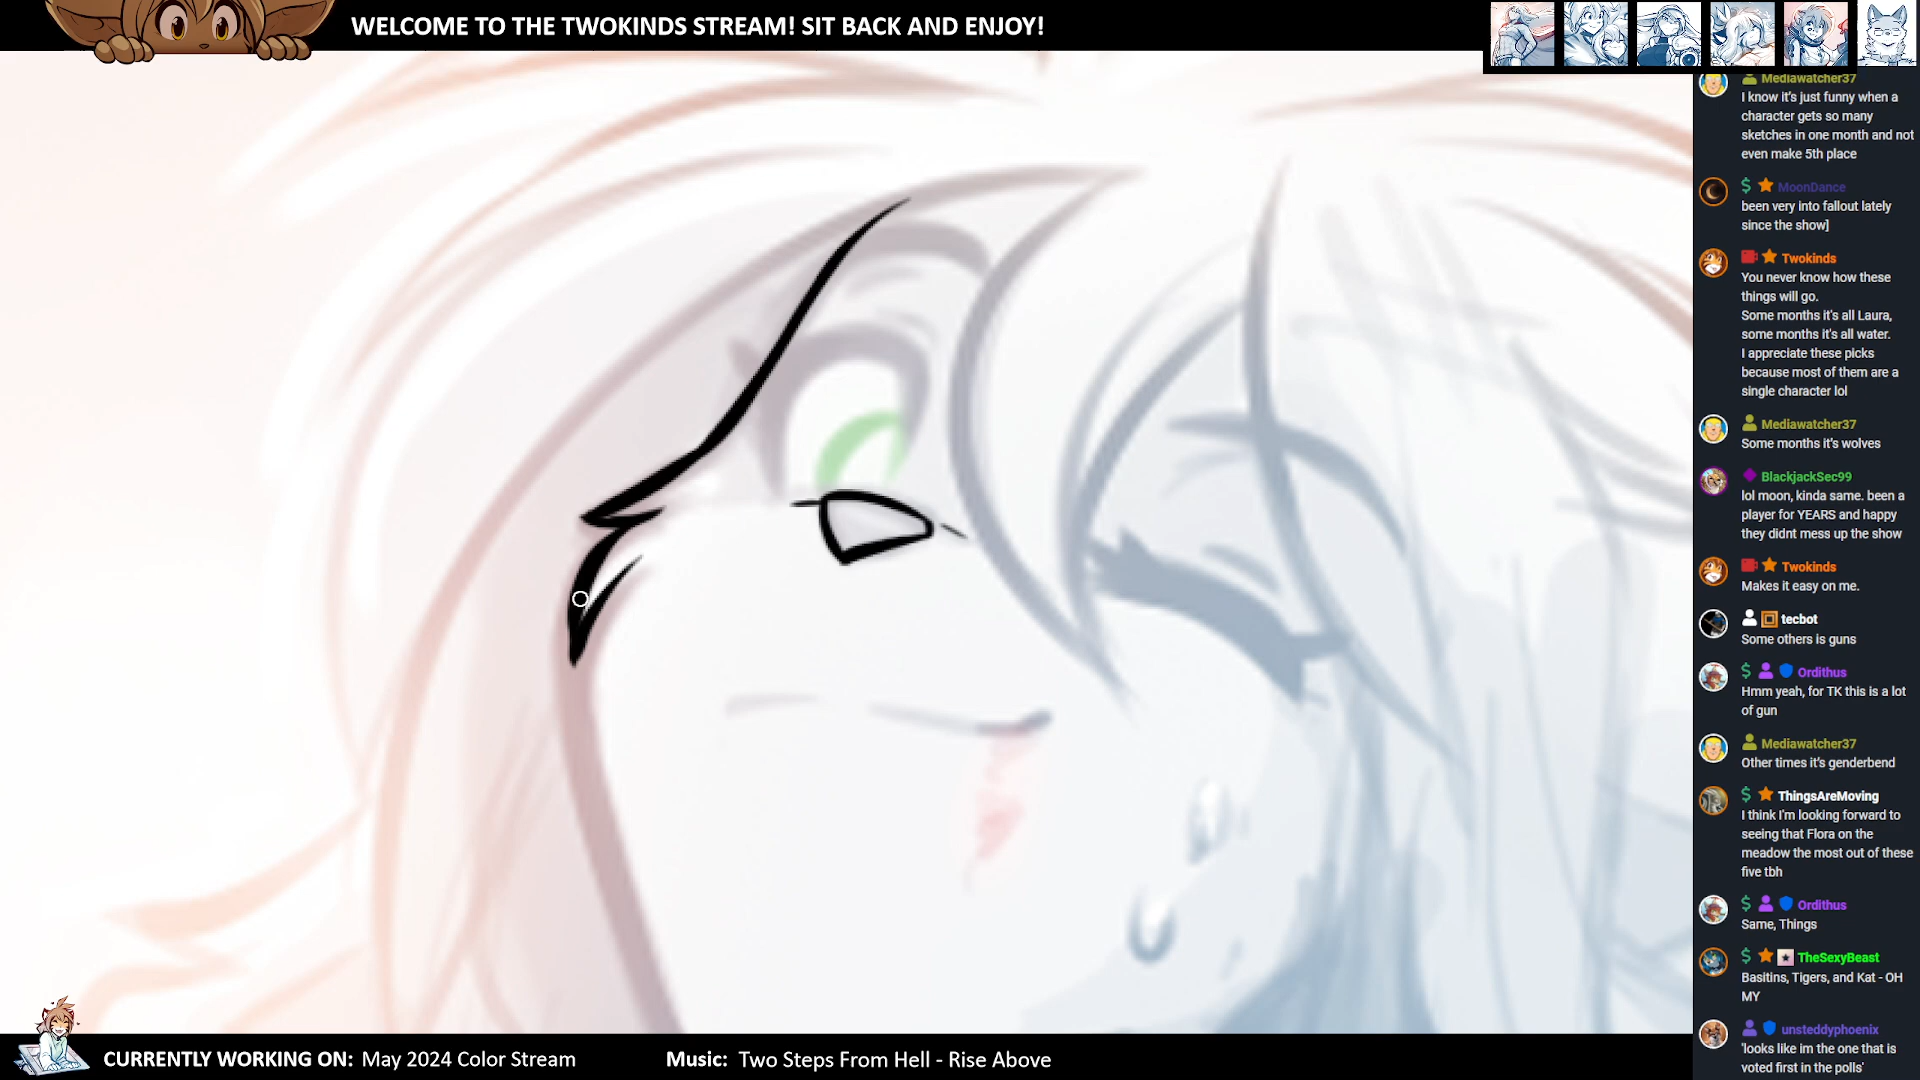 WELCOME TO THE TWOKINDS STREAM! SIT BACK AND ENJOY!
Mediawatcher37
I know it's just funny when a
character gets so many
sketches in one month and not
even make 5th place
MoonDance
been very into fallout lately
since the show]
Twokinds
You never know how these
things will go.
Some months it's all Laura,
some months it's all water.
I appreciate these picks
because most of them are a
single character lol
Mediawatcher37
Some months it's wolves
BlackjackSec99
lol moon, kinda same. been a
player for YEARS and happy
they didnt mess up the show
Twokinds
Makes it easy on me.
tecbot
Some others is guns
Ordithus
Hmm yeah, for TK this is a lot
of gun
Mediawatcher37
Other times it's genderbend
ThingsAreMoving
I think I'm looking forward to
seeing that Flora on the
meadow the most out of these
five tbh
Ordithus
Same, Things
TheSexyBeast
Basitins, Tigers, and Kat - OH
MY
unsteddyphoenix
'looks like im the one that is
voted first in the polls'
CURRENTLY WORKING ON: May 2024 Color Stream
Music: Two Steps From Hell - Rise Above